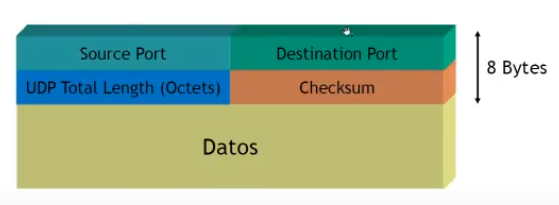 Source Port
Destination Port
8 Bytes
UDP Total Length (Octets)
Checksum
Datos